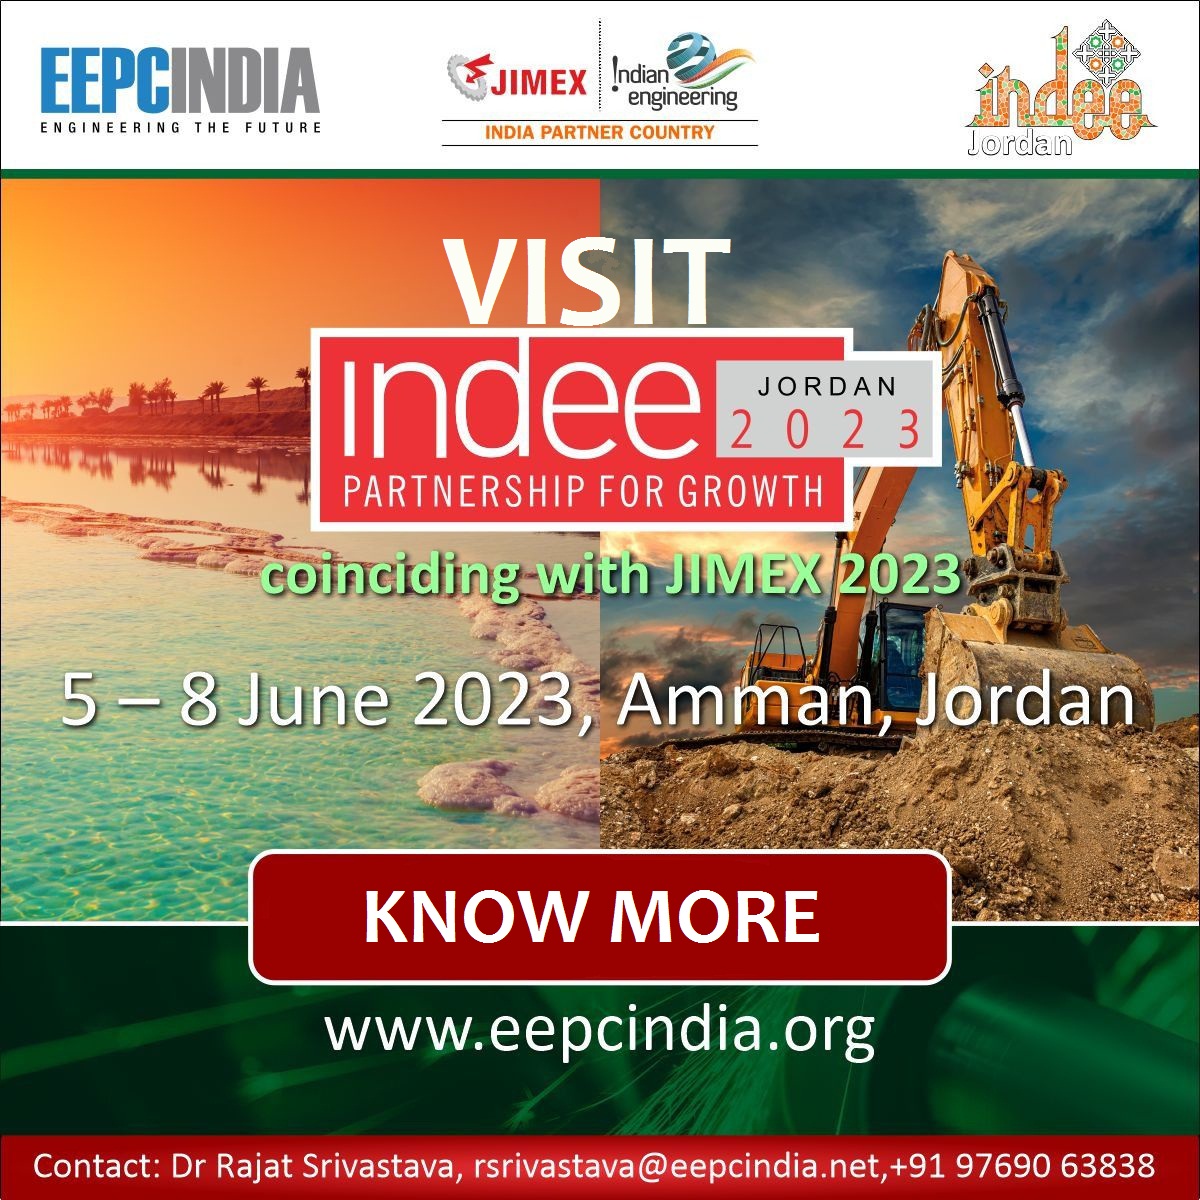 EEPCINDIA
ENGINEERING THE FUTURE
JIMEX
Indian
engineering
INDIA PARTNER COUNTRY
indee
Jordan
VISIT
indee
JORDAN
2023
PARTNERSHIP FOR GROWTH
coinciding with JIMEX 2023
5 – 8 June 2023, Amman, Jordan
KNOW MORE
www.eepcindia.org
Contact: Dr Rajat Srivastava, rsrivastava@eepcindia.net,+91 97690 63838